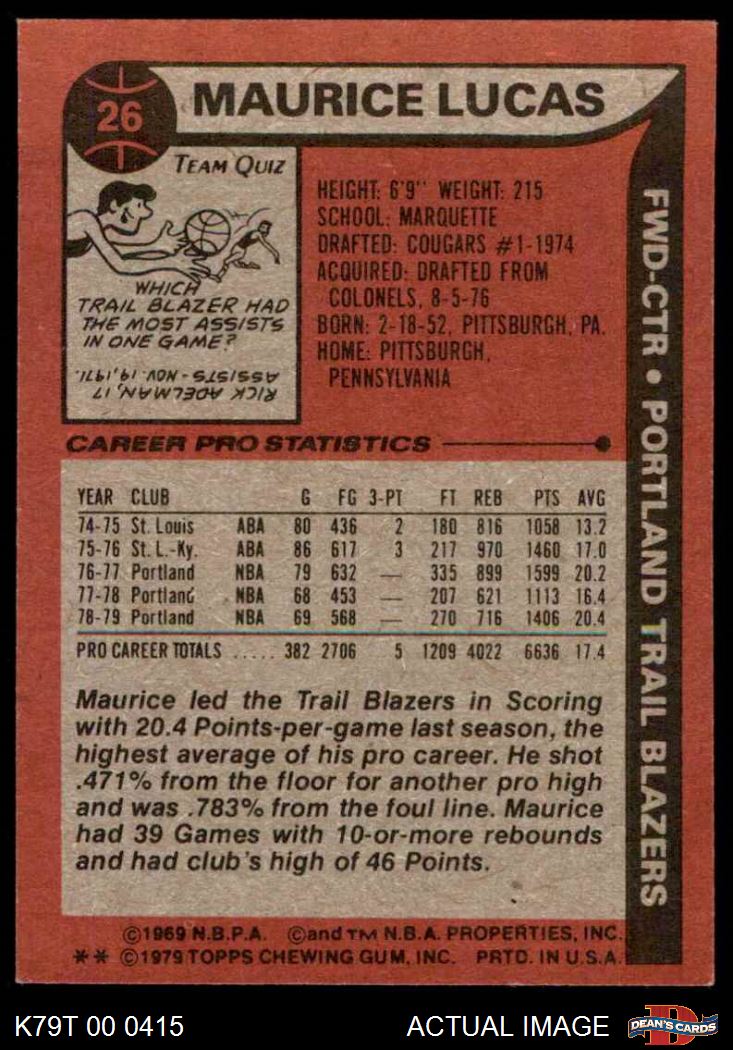 26
MAURICE LUCAS
TEAM QUIZ
WHICH
TRAIL BLAZER HAD
THE MOST ASSISTS
IN ONE GAME?
RICK ADELMAN, 17
ASSISTS - NOV. 19, 1971.
HEIGHT: 6'9" WEIGHT: 215
SCHOOL: MARQUETTE
DRAFTED: COUGARS #1-1974
ACQUIRED: DRAFTED FROM
COLONELS, 8-5-76
BORN: 2-18-52, PITTSBURGH, PA.
HOME: PITTSBURGH,
PENNSYLVANIA
FWD-CTR • PORTLAND TRAIL BLAZERS
CAREER PRO STATISTICS
YEAR CLUB G FG 3-PT FT REB PTS AVG
74-75 St. Louis ABA 80 436 2 180 816 1058 13.2
75-76 St. L.-Ky. ABA 86 617 3 217 970 1460 17.0
76-77 Portland NBA 79 632 — 335 899 1599 20.2
77-78 Portland NBA 68 453 — 207 621 1113 16.4
78-79 Portland NBA 69 568 — 270 716 1406 20.4
PRO CAREER TOTALS ..... 382 2706 5 1209 4022 6636 17.4
Maurice led the Trail Blazers in Scoring
with 20.4 Points-per-game last season, the
highest average of his pro career. He shot
.471% from the floor for another pro high
and was .783% from the foul line. Maurice
had 39 Games with 10-or-more rebounds
and had club's high of 46 Points.
©1969 N.B.P.A. ©and TM N.B.A. PROPERTIES, INC.
** ©1979 TOPPS CHEWING GUM, INC. PRTD. IN U.S.A.
K79T 00 0415 ACTUAL IMAGE
D
DEAN'S CARDS